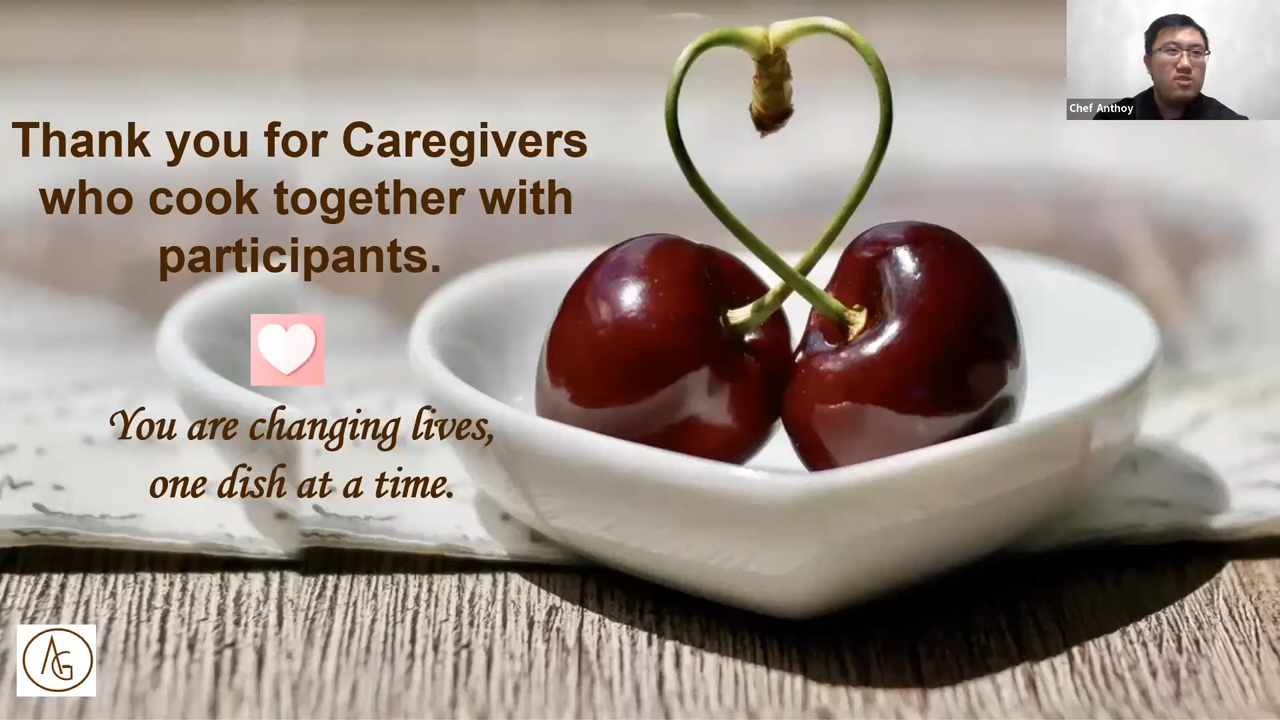 Thank you for Caregivers
who cook together with
participants.
You are changing lives,
one dish at a time.
Chef Anthoy
AG